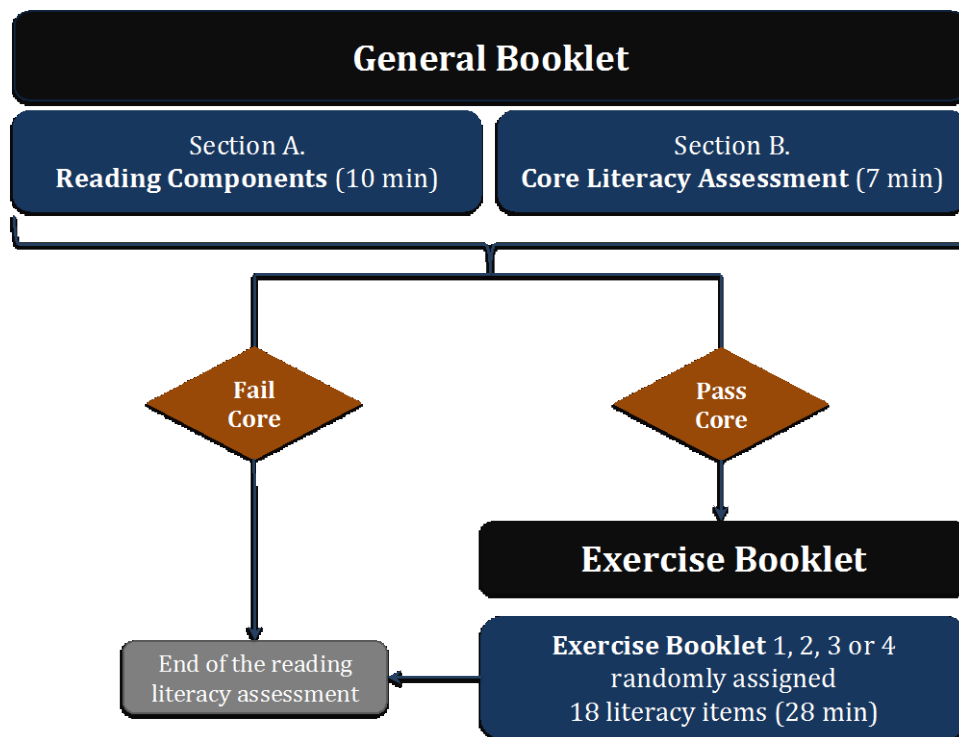 General Booklet
Section A.
Reading Components (10 min)
Section B.
Core Literacy Assessment (7 min)
Fail
Core
Pass
Core
Exercise Booklet
Exercise Booklet 1, 2, 3 or 4
randomly assigned
18 literacy items (28 min)
End of the reading
literacy assessment